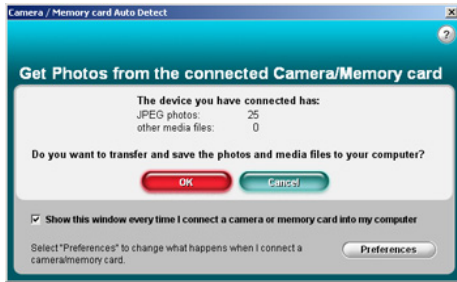 Camera / Memory card Auto Detect
?
Get Photos from the connected Camera/Memory card
The device you have connected has:
JPEG photos: 25
other media files: 0
Do you want to transfer and save the photos and media files to your computer?
OK Cancel
Show this window every time I connect a camera or memory card into my computer
Select "Preferences" to change what happens when I connect a
camera/memory card.
Preferences